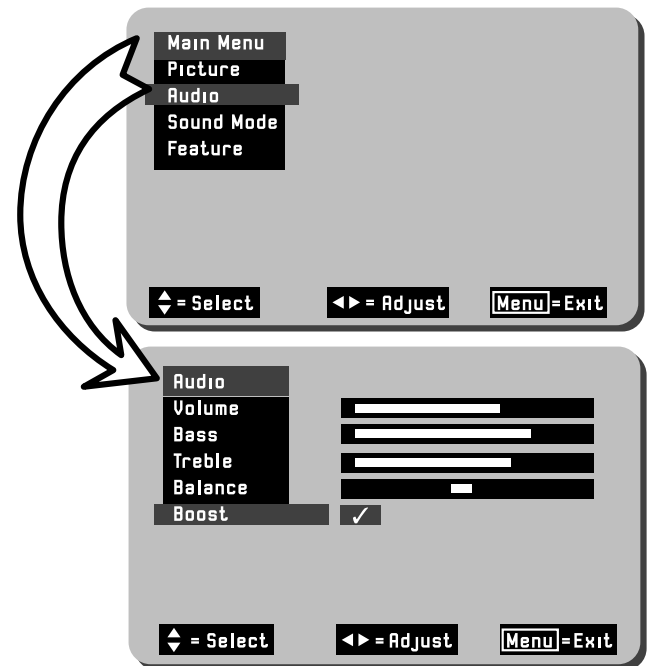 Main Menu
Picture
Audio
Sound Mode
Feature
= Select
= Adjust
Menu=Exit
Audio
Volume
Bass
Treble
Balance
Boost
= Select
= Adjust
Menu=Exit